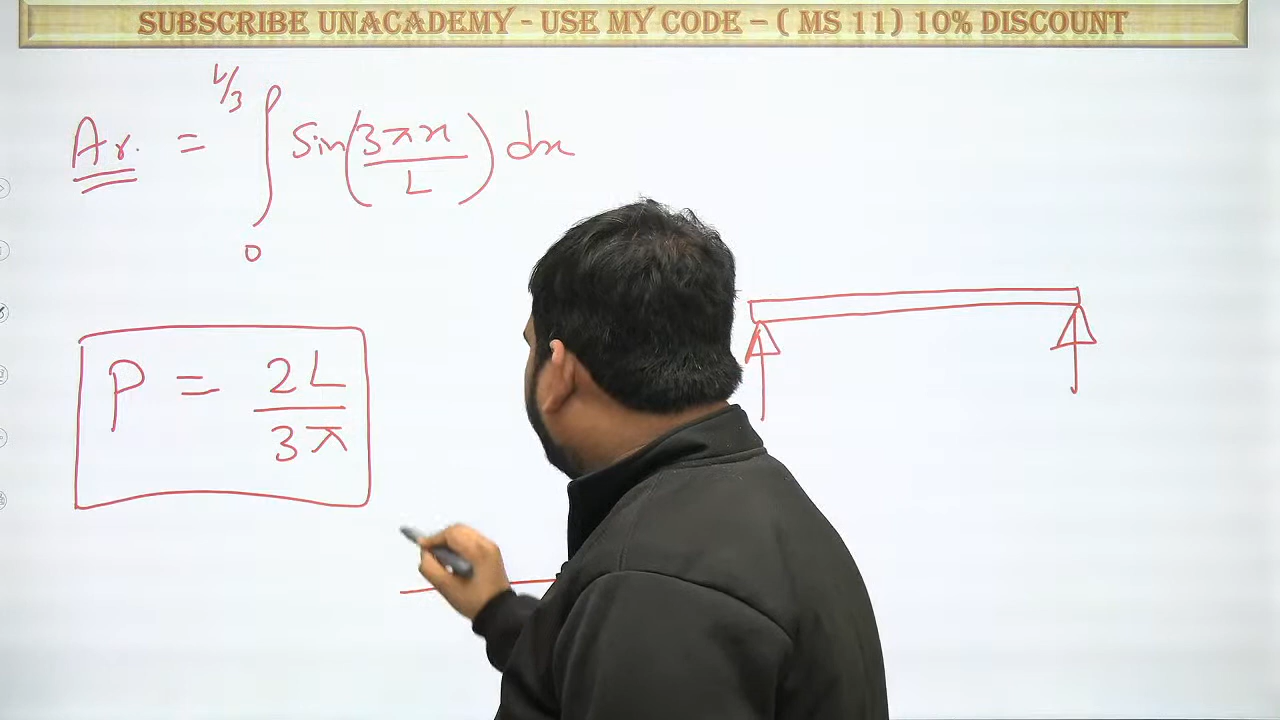 SUBSCRIBE UNACADEMY - USE MY CODE – ( MS 11) 10% DISCOUNT
Ar. = ∫₀^{L/3} Sin(3πx/L) dx
P = 2L/3π